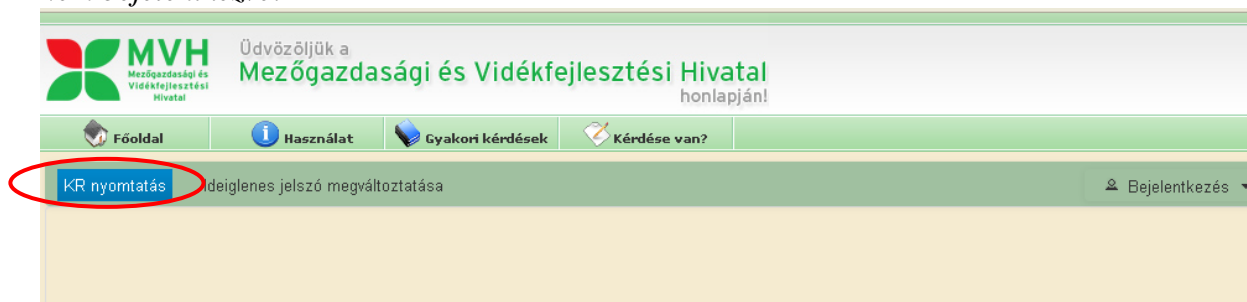 MVH
Mezőgazdasági és
Vidékfejlesztési
Hivatal
Üdvözöljük a
Mezőgazdasági és Vidékfejlesztési Hivatal
honlapján!
Főoldal
Használat
Gyakori kérdések
Kérdése van?
KR nyomtatás
Ideiglenes jelszó megváltoztatása
Bejelentkezés